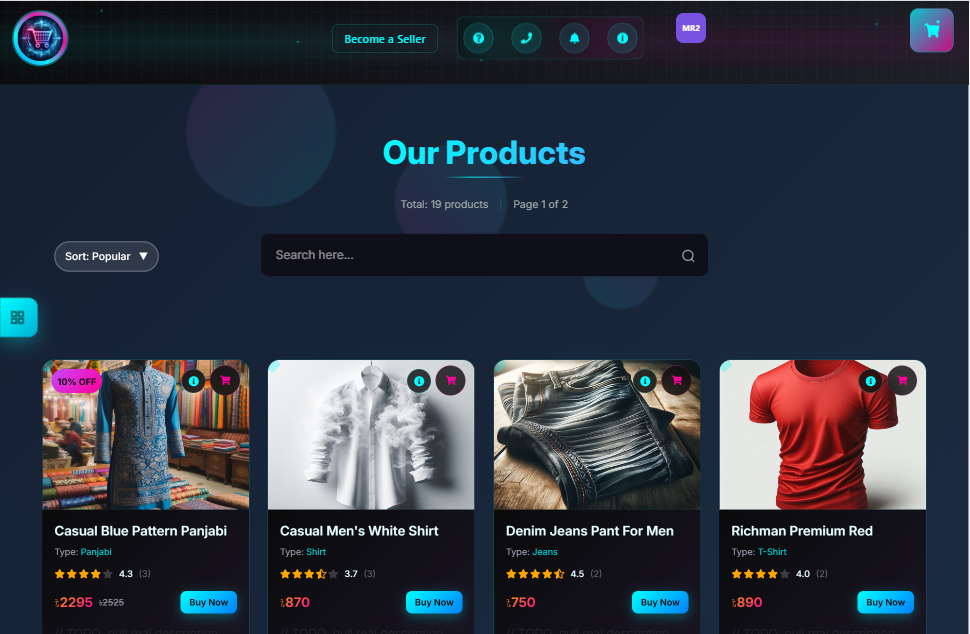 Become a Seller
MR2
Our Products
Total: 19 products | Page 1 of 2
Sort: Popular ▼
Search here...
10% OFF
Casual Blue Pattern Panjabi
Type: Panjabi
4.3 (3)
৳2295 ৳2525
Buy Now
Casual Men's White Shirt
Type: Shirt
3.7 (3)
৳870
Buy Now
Denim Jeans Pant For Men
Type: Jeans
4.5 (2)
৳750
Buy Now
Richman Premium Red
Type: T-Shirt
4.0 (2)
৳890
Buy Now